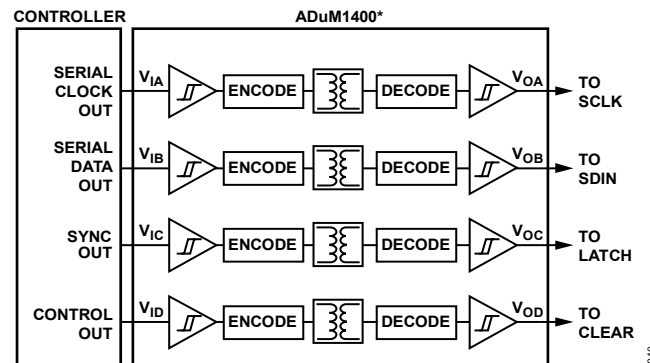 CONTROLLER
ADuM1400*
SERIAL
CLOCK
OUT
VIA
ENCODE
DECODE
VOA
TO
SCLK
SERIAL
DATA
OUT
VIB
ENCODE
DECODE
VOB
TO
SDIN
SYNC
OUT
VIC
ENCODE
DECODE
VOC
TO
LATCH
CONTROL
OUT
VID
ENCODE
DECODE
VOD
TO
CLEAR